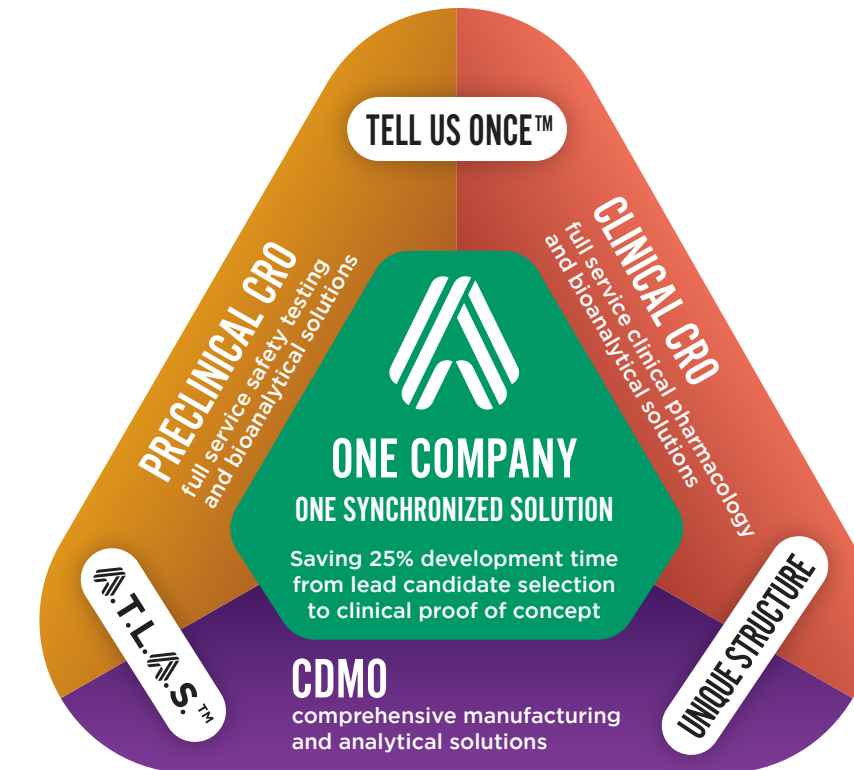 TELL US ONCE™
PRECLINICAL CRO
full service safety testing
and bioanalytical solutions
CLINICAL CRO
full service clinical pharmacology
and bioanalytical solutions
ONE COMPANY
ONE SYNCHRONIZED SOLUTION
Saving 25% development time
from lead candidate selection
to clinical proof of concept
A.T.L.A.S.™
UNIQUE STRUCTURE
CDMO
comprehensive manufacturing
and analytical solutions